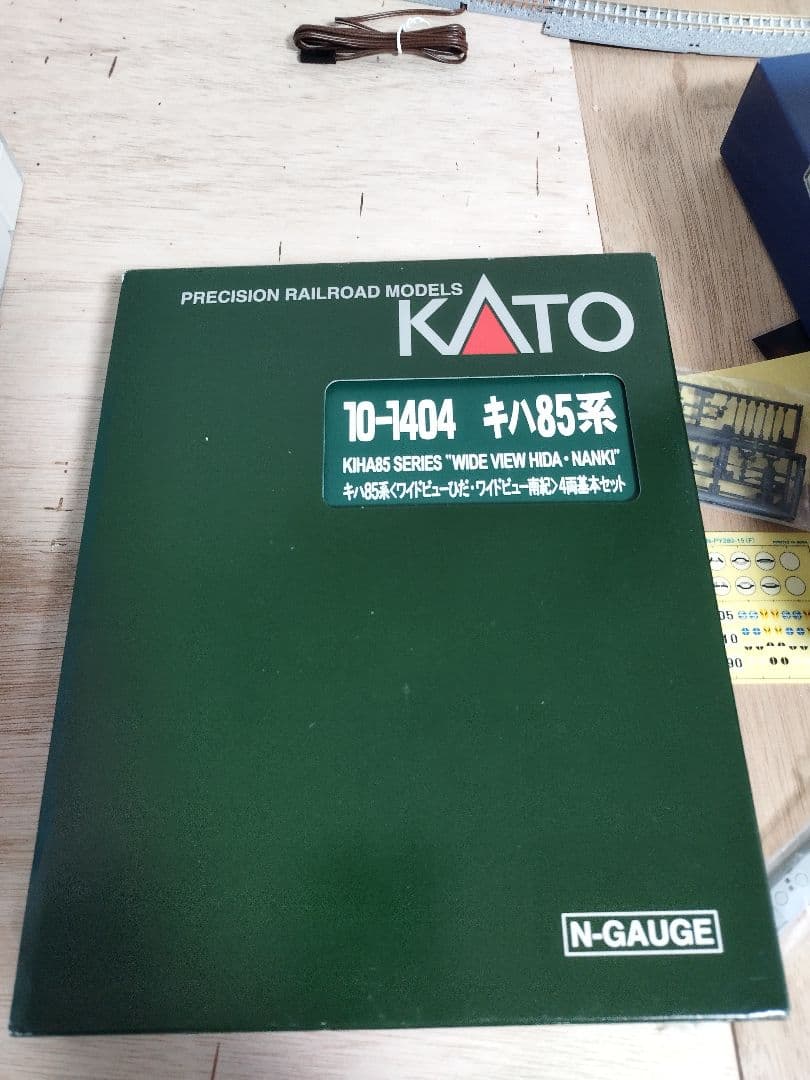 PRECISION RAILROAD MODELS
KATO
10-1404 キハ85系
KIHA85 SERIES "WIDE VIEW HIDA・NANKI"
キハ85系〈ワイドビューひだ・ワイドビュー南紀〉4両基本セット
N-GAUGE